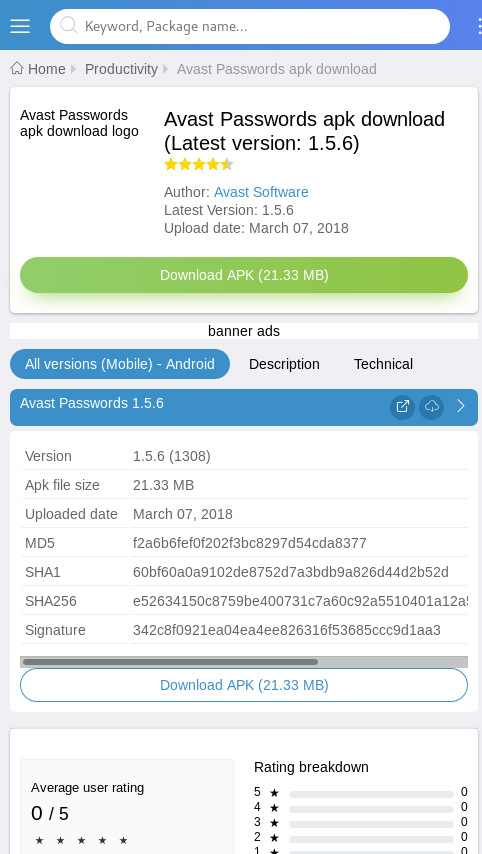 Keyword, Package name...
Home Productivity Avast Passwords apk download
Avast Passwords apk download logo
Avast Passwords apk download
(Latest version: 1.5.6)
Author: Avast Software
Latest Version: 1.5.6
Upload date: March 07, 2018
Download APK (21.33 MB)
banner ads
All versions (Mobile) - Android Description Technical
Avast Passwords 1.5.6
Version 1.5.6 (1308)
Apk file size 21.33 MB
Uploaded date March 07, 2018
MD5 f2a6b6fef0f202f3bc8297d54cda8377
SHA1 60bf60a0a9102de8752d7a3bdb9a826d44d2b52d
SHA256 e52634150c8759be400731c7a60c92a5510401a12a5
Signature 342c8f0921ea04ea4ee826316f53685ccc9d1aa3
Download APK (21.33 MB)
Average user rating
0 / 5
★ ★ ★ ★ ★
Rating breakdown
5 ★ 0
4 ★ 0
3 ★ 0
2 ★ 0
1 ★ 0